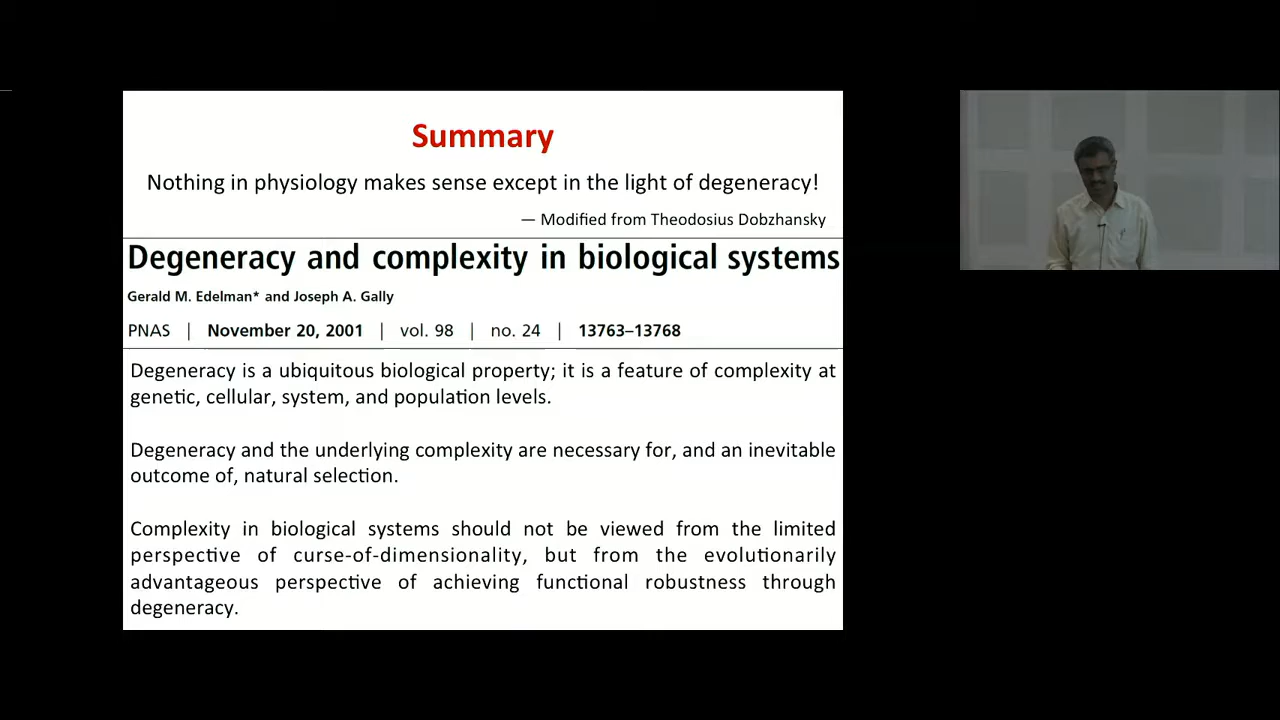 Summary
Nothing in physiology makes sense except in the light of degeneracy!
— Modified from Theodosius Dobzhansky
Degeneracy and complexity in biological systems
Gerald M. Edelman* and Joseph A. Gally
PNAS | November 20, 2001 | vol. 98 | no. 24 | 13763–13768
Degeneracy is a ubiquitous biological property; it is a feature of complexity at
genetic, cellular, system, and population levels.
Degeneracy and the underlying complexity are necessary for, and an inevitable
outcome of, natural selection.
Complexity in biological systems should not be viewed from the limited
perspective of curse-of-dimensionality, but from the evolutionarily
advantageous perspective of achieving functional robustness through
degeneracy.